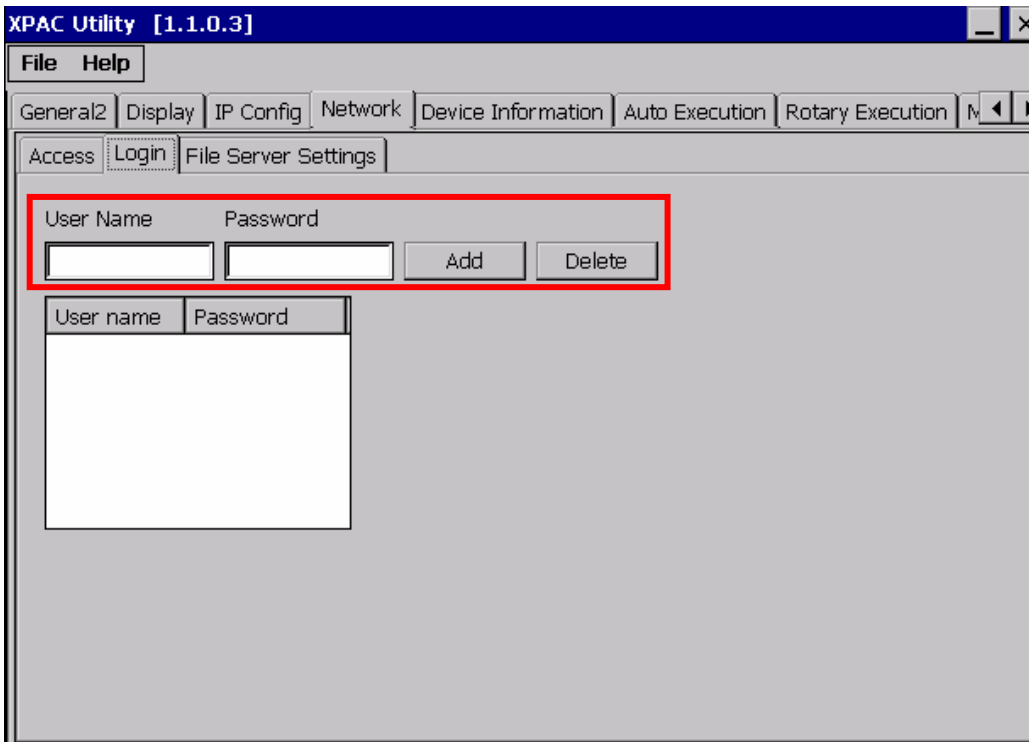 XPAC Utility [1.1.0.3]
File Help
General2 Display IP Config Network Device Information Auto Execution Rotary Execution
Access Login File Server Settings
User Name Password
Add Delete
User name Password